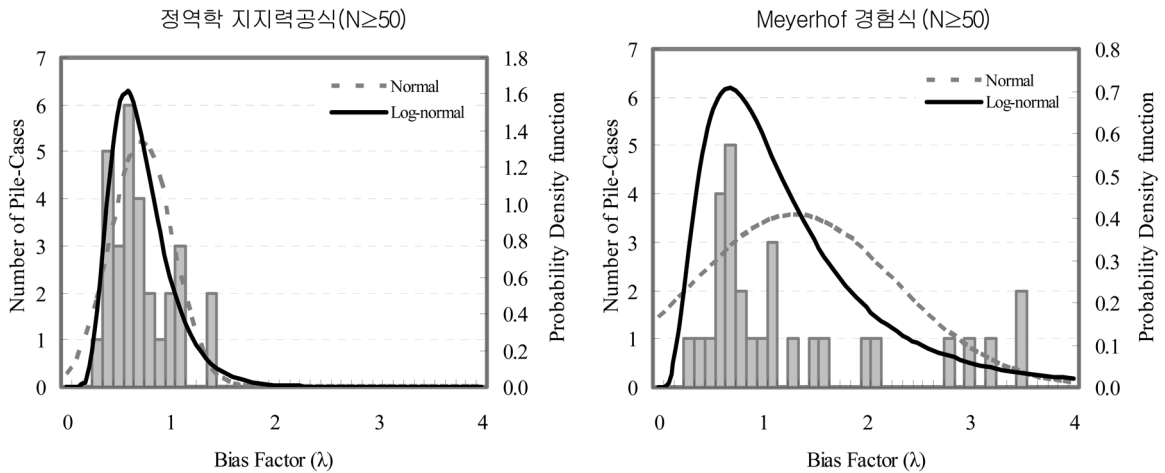 정역학 지지력공식(N≥50)
7
6
5
4
3
2
1
0
Number of Pile-Cases
1.8
1.6
1.4
1.2
1.0
0.8
0.6
0.4
0.2
0.0
Probability Density function
Normal
Log-normal
0 1 2 3 4
Bias Factor (λ)
Meyerhof 경험식(N≥50)
7
6
5
4
3
2
1
0
Number of Pile-Cases
0.8
0.7
0.6
0.5
0.4
0.3
0.2
0.1
0.0
Probability Density function
Normal
Log-normal
0 1 2 3 4
Bias Factor (λ)